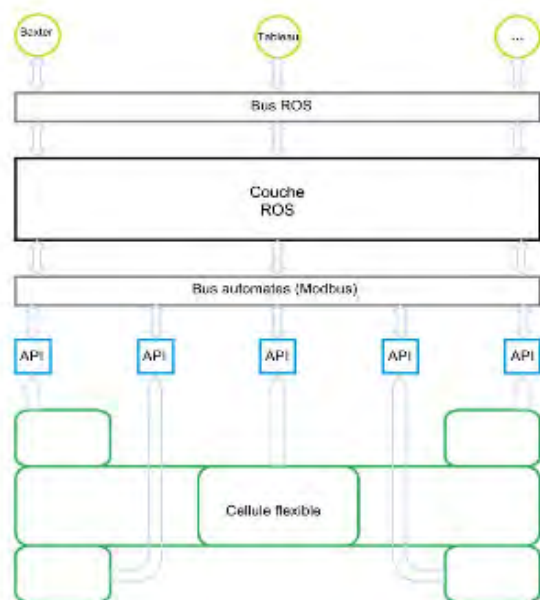 Baxter
Tableau
...
Bus ROS
Couche
ROS
Bus automates (Modbus)
API
API
API
API
API
Cellule flexible